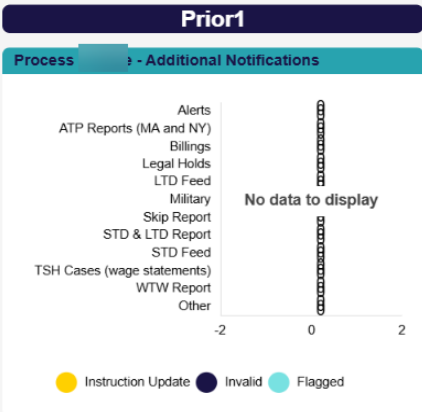 Prior1
Process - Additional Notifications
Alerts
ATP Reports (MA and NY)
Billings
Legal Holds
LTD Feed
Military
No data to display
Skip Report
STD & LTD Report
STD Feed
TSH Cases (wage statements)
WTW Report
Other
-2 0 2
Instruction Update Invalid Flagged